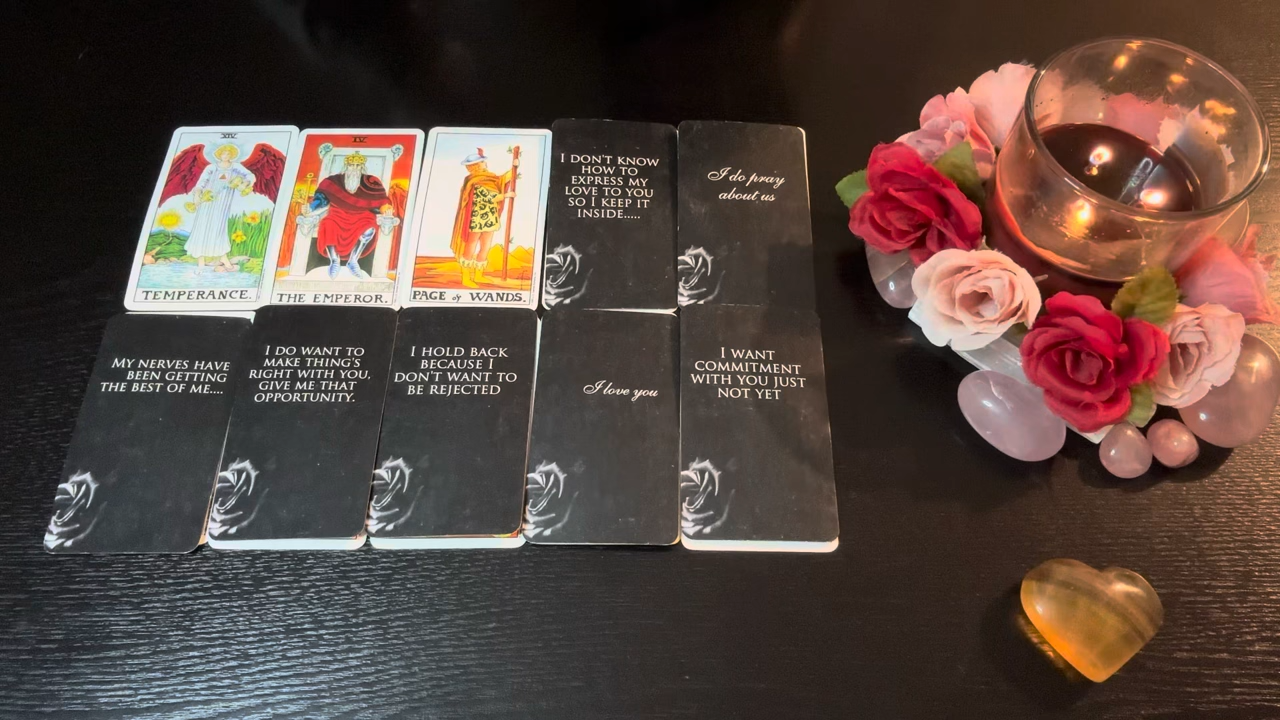 XIV
TEMPERANCE.
IV
THE EMPEROR.
PAGE of WANDS.
I DON'T KNOW
HOW TO
EXPRESS MY
LOVE TO YOU
SO I KEEP IT
INSIDE.....
I do pray
about us
MY NERVES HAVE
BEEN GETTING
THE BEST OF ME....
I DO WANT TO
MAKE THING'S
RIGHT WITH YOU,
GIVE ME THAT
OPPORTUNITY.
I HOLD BACK
BECAUSE I
DON'T WANT TO
BE REJECTED
I love you
I WANT
COMMITMENT
WITH YOU JUST
NOT YET